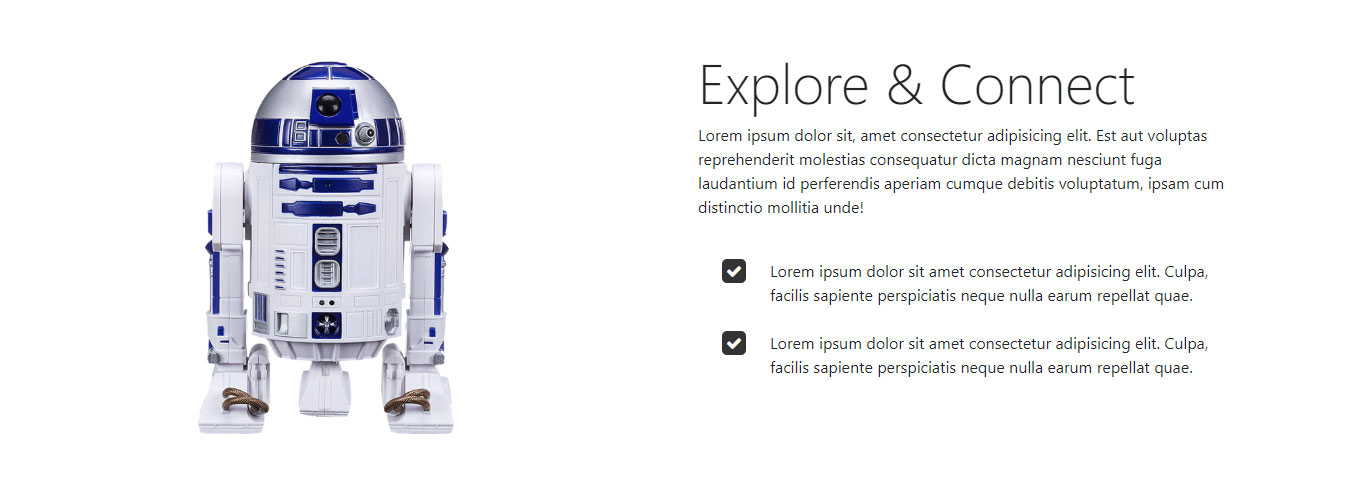 Explore & Connect
Lorem ipsum dolor sit, amet consectetur adipisicing elit. Est aut voluptas
reprehenderit molestias consequatur dicta magnam nesciunt fuga
laudantium id perferendis aperiam cumque debitis voluptatum, ipsam cum
distinctio mollitia unde!
Lorem ipsum dolor sit amet consectetur adipisicing elit. Culpa,
facilis sapiente perspiciatis neque nulla earum repellat quae.
Lorem ipsum dolor sit amet consectetur adipisicing elit. Culpa,
facilis sapiente perspiciatis neque nulla earum repellat quae.